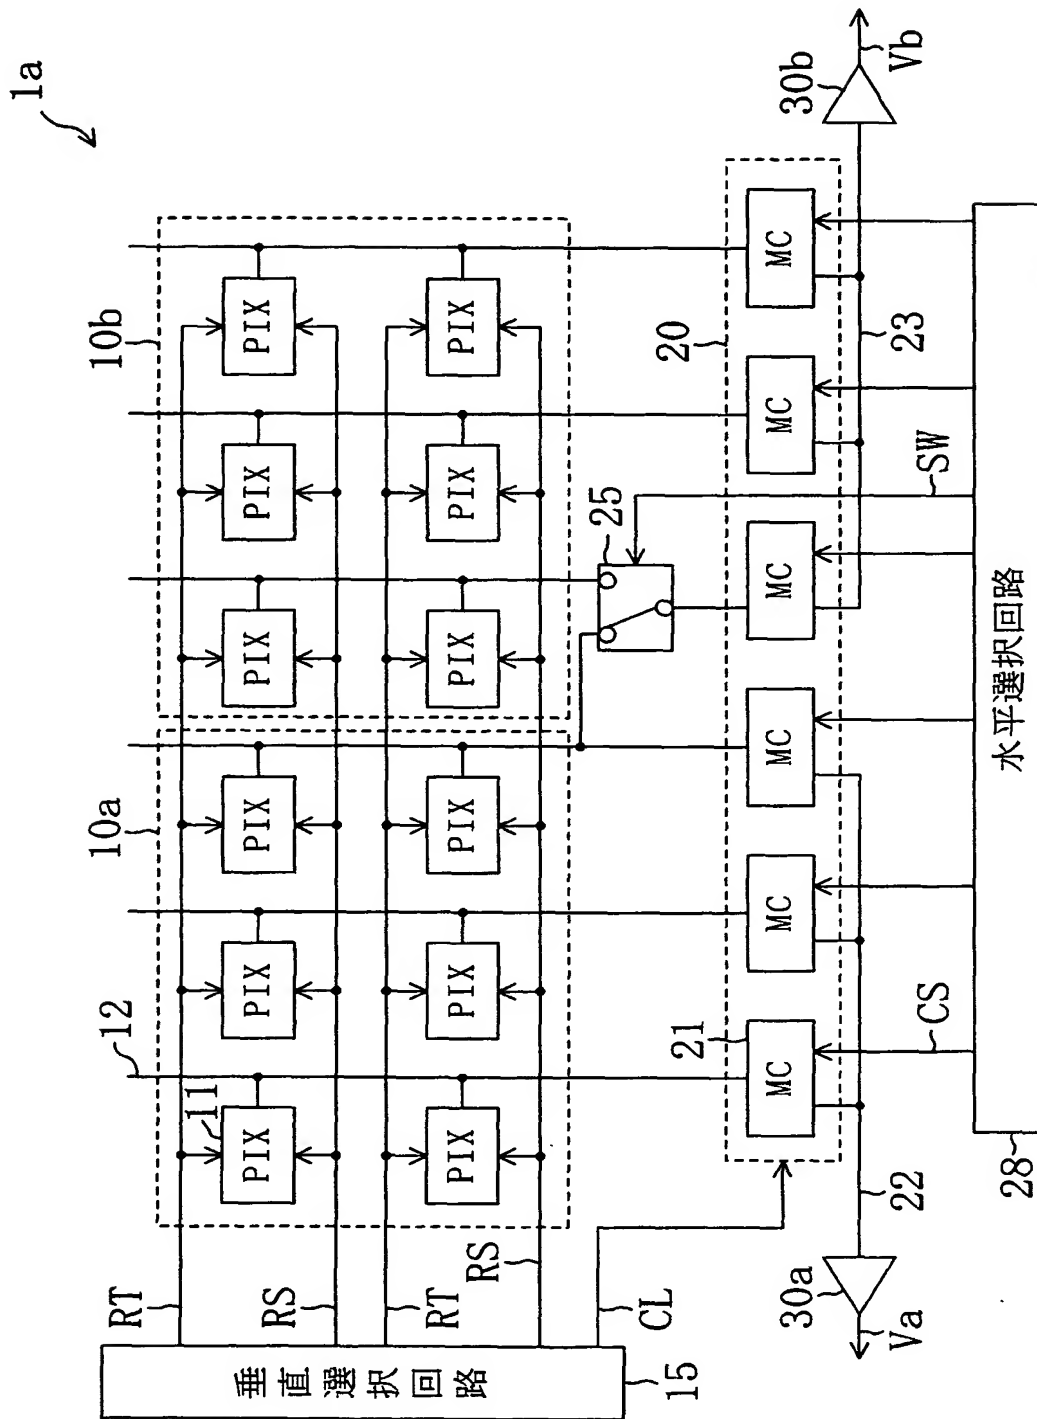 1a
10a
10b
12
11
PIX PIX PIX PIX PIX PIX
PIX PIX PIX PIX PIX PIX
RT
RS
RT
RS
CL
垂直選択回路
15
25
20
21
MC MC MC MC MC MC
SW
CS
22
23
30a
30b
Va
Vb
水平選択回路
28